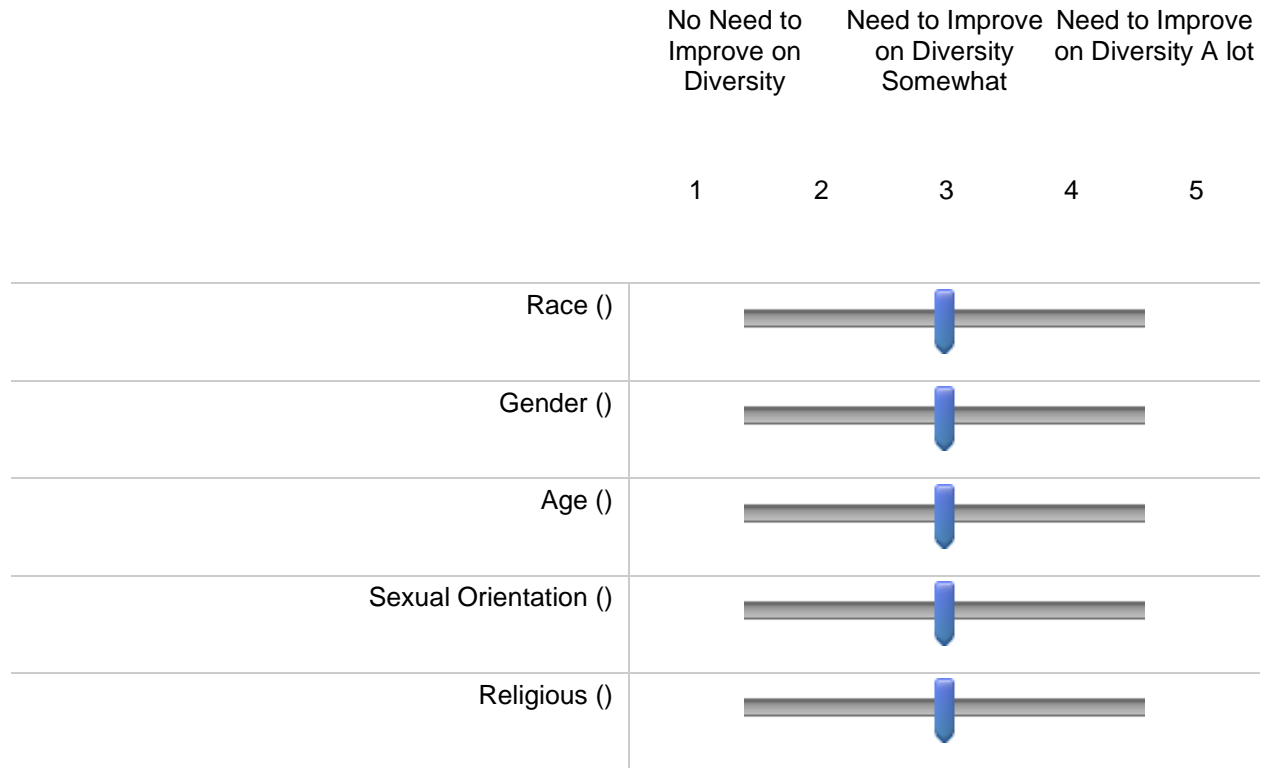 No Need to Improve on Diversity
Need to Improve on Diversity Somewhat
Need to Improve on Diversity A lot
1 2 3 4 5
Race ()
Gender ()
Age ()
Sexual Orientation ()
Religious ()